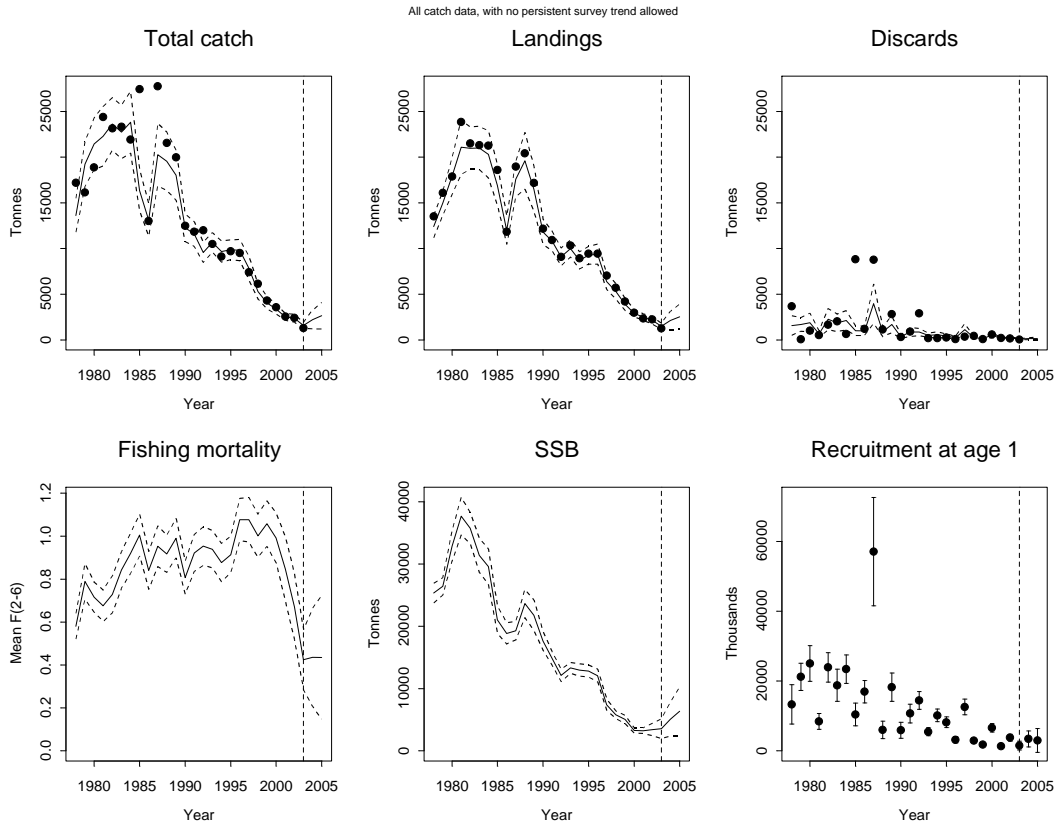 All catch data, with no persistent survey trend allowed
Total catch
Landings
Discards
Tonnes
0 5000 15000 25000
1980 1985 1990 1995 2000 2005
Year
Tonnes
0 5000 15000 25000
1980 1985 1990 1995 2000 2005
Year
Tonnes
0 5000 15000 25000
1980 1985 1990 1995 2000 2005
Year
Fishing mortality
SSB
Recruitment at age 1
Mean F(2-6)
0.0 0.2 0.4 0.6 0.8 1.0 1.2
1980 1985 1990 1995 2000 2005
Year
Tonnes
0 10000 20000 30000 40000
1980 1985 1990 1995 2000 2005
Year
Thousands
0 20000 40000 60000
1980 1985 1990 1995 2000 2005
Year